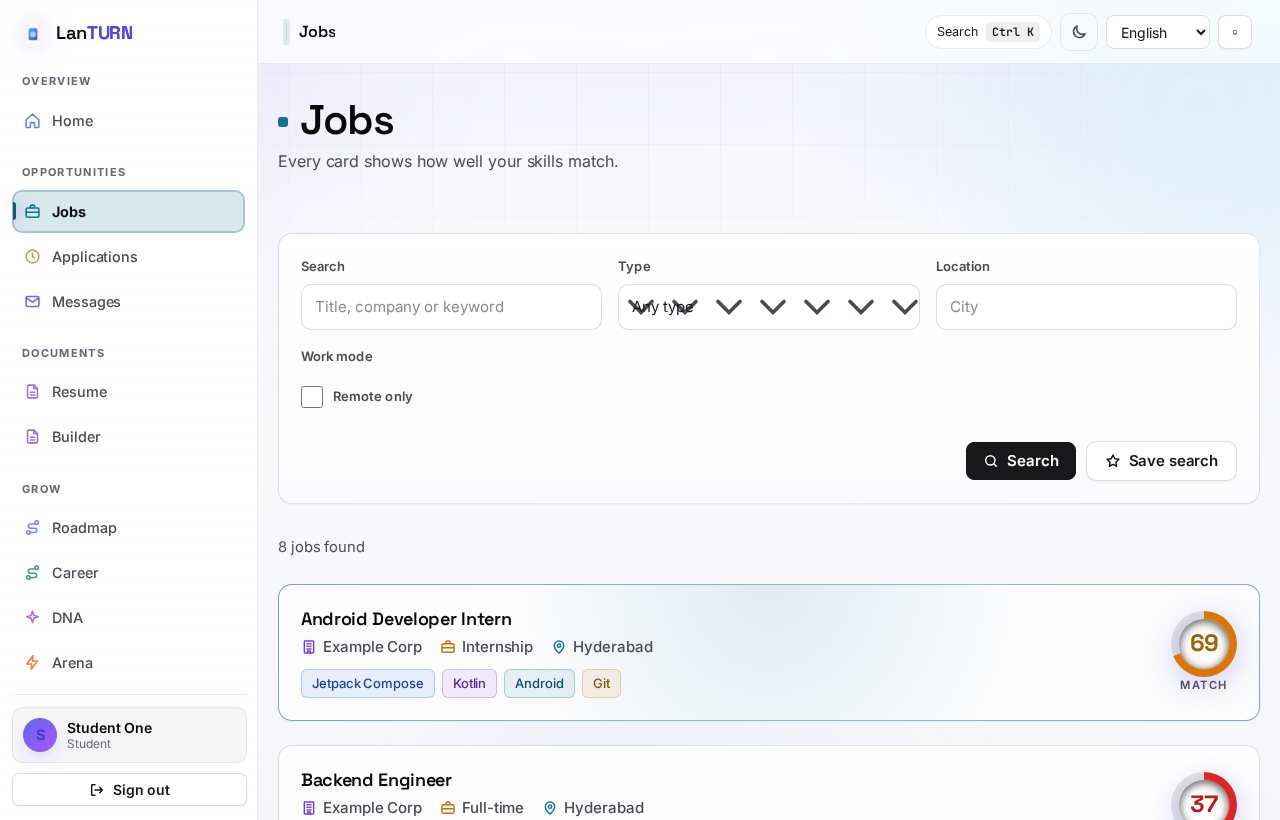 LanTURN
OVERVIEW
Home
OPPORTUNITIES
Jobs
Applications
Messages
DOCUMENTS
Resume
Builder
GROW
Roadmap
Career
DNA
Arena
S
Student One
Student
Sign out
Jobs
Search Ctrl K
English
Jobs
Every card shows how well your skills match.
Search
Title, company or keyword
Type
Any type
Location
City
Work mode
Remote only
Search
Save search
8 jobs found
Android Developer Intern
Example Corp Internship Hyderabad
Jetpack Compose Kotlin Android Git
69
MATCH
Backend Engineer
Example Corp Full-time Hyderabad
37